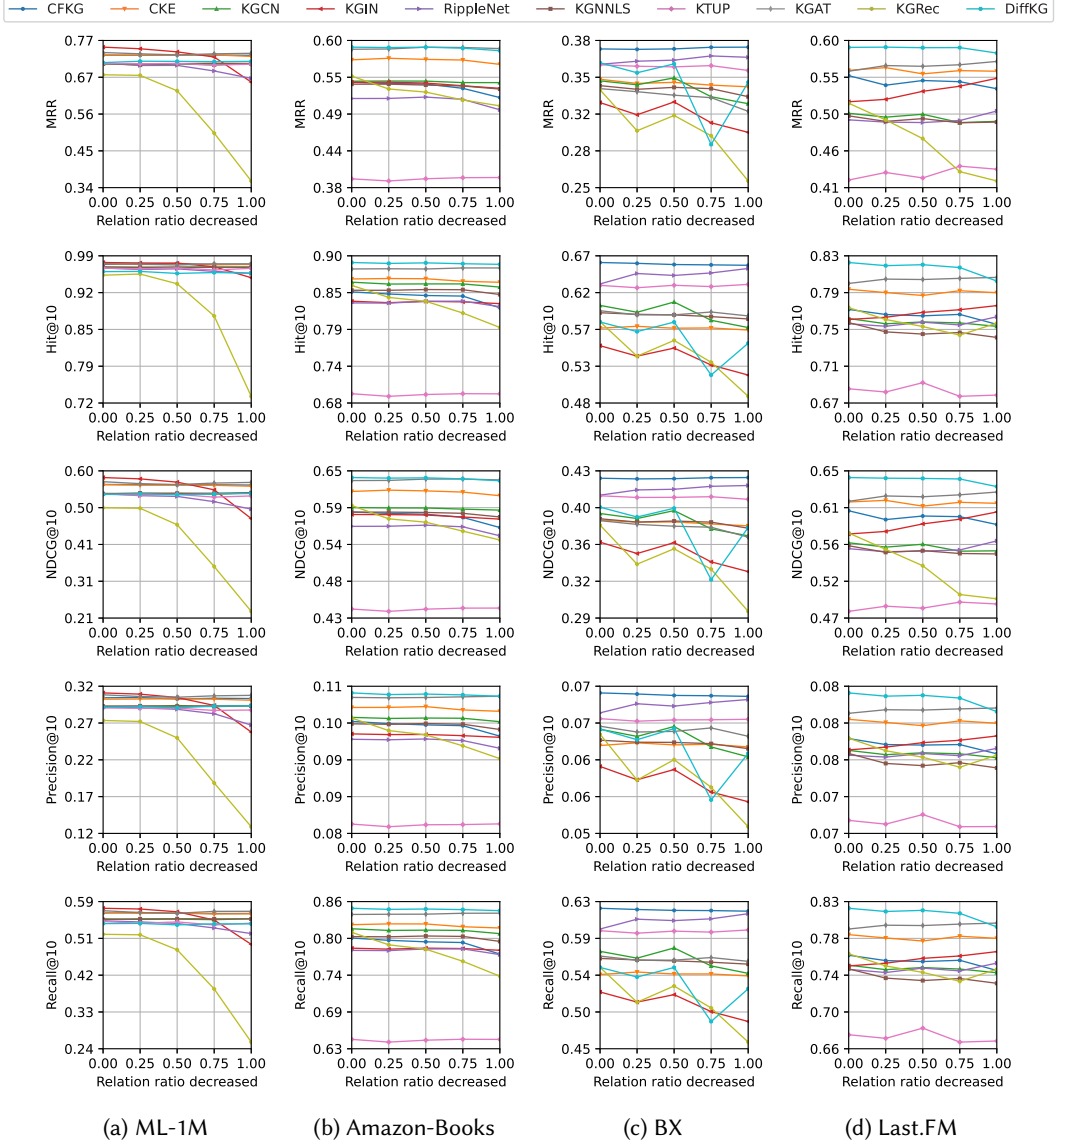 CFKG CKE KGCN KGIN RippleNet KGNNLS KTUP KGAT KGRec DiffKG
0.77 0.60 0.38 0.60
0.67 0.55 0.35 0.55
0.56 0.49 0.32 0.50
0.45 0.44 0.28 0.46
0.34 0.38 0.25 0.41
MRR MRR MRR MRR
0.00 0.25 0.50 0.75 1.00 0.00 0.25 0.50 0.75 1.00 0.00 0.25 0.50 0.75 1.00 0.00 0.25 0.50 0.75 1.00
Relation ratio decreased Relation ratio decreased Relation ratio decreased Relation ratio decreased
0.99 0.90 0.67 0.83
0.92 0.85 0.62 0.79
0.85 0.79 0.57 0.75
0.79 0.74 0.53 0.71
0.72 0.68 0.48 0.67
Hit@10 Hit@10 Hit@10 Hit@10
0.00 0.25 0.50 0.75 1.00 0.00 0.25 0.50 0.75 1.00 0.00 0.25 0.50 0.75 1.00 0.00 0.25 0.50 0.75 1.00
Relation ratio decreased Relation ratio decreased Relation ratio decreased Relation ratio decreased
0.60 0.65 0.43 0.65
0.50 0.59 0.40 0.61
0.41 0.54 0.36 0.56
0.31 0.48 0.32 0.52
0.21 0.43 0.29 0.47
NDCG@10 NDCG@10 NDCG@10 NDCG@10
0.00 0.25 0.50 0.75 1.00 0.00 0.25 0.50 0.75 1.00 0.00 0.25 0.50 0.75 1.00 0.00 0.25 0.50 0.75 1.00
Relation ratio decreased Relation ratio decreased Relation ratio decreased Relation ratio decreased
0.32 0.11 0.07 0.08
0.27 0.10 0.07 0.08
0.22 0.09 0.06 0.08
0.17 0.09 0.06 0.07
0.12 0.08 0.05 0.07
Precision@10 Precision@10 Precision@10 Precision@10
0.00 0.25 0.50 0.75 1.00 0.00 0.25 0.50 0.75 1.00 0.00 0.25 0.50 0.75 1.00 0.00 0.25 0.50 0.75 1.00
Relation ratio decreased Relation ratio decreased Relation ratio decreased Relation ratio decreased
0.59 0.86 0.63 0.83
0.51 0.80 0.59 0.78
0.42 0.74 0.54 0.74
0.33 0.69 0.50 0.70
0.24 0.63 0.45 0.66
Recall@10 Recall@10 Recall@10 Recall@10
0.00 0.25 0.50 0.75 1.00 0.00 0.25 0.50 0.75 1.00 0.00 0.25 0.50 0.75 1.00 0.00 0.25 0.50 0.75 1.00
Relation ratio decreased Relation ratio decreased Relation ratio decreased Relation ratio decreased
(a) ML-1M (b) Amazon-Books (c) BX (d) Last.FM